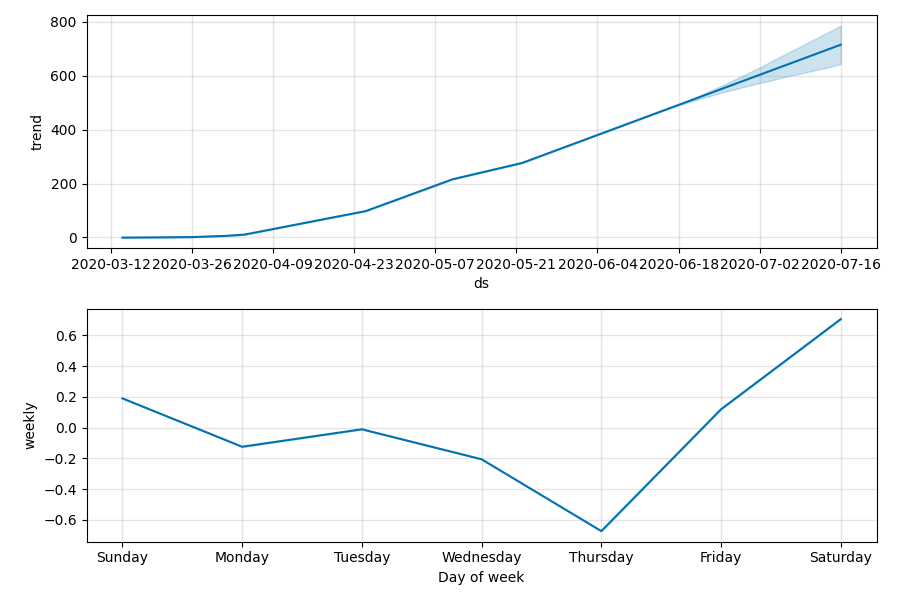 800
600
400
200
0
trend
2020-03-12 2020-03-26 2020-04-09 2020-04-23 2020-05-07 2020-05-21 2020-06-04 2020-06-18 2020-07-02 2020-07-16
ds
0.6
0.4
0.2
0.0
−0.2
−0.4
−0.6
weekly
Sunday Monday Tuesday Wednesday Thursday Friday Saturday
Day of week